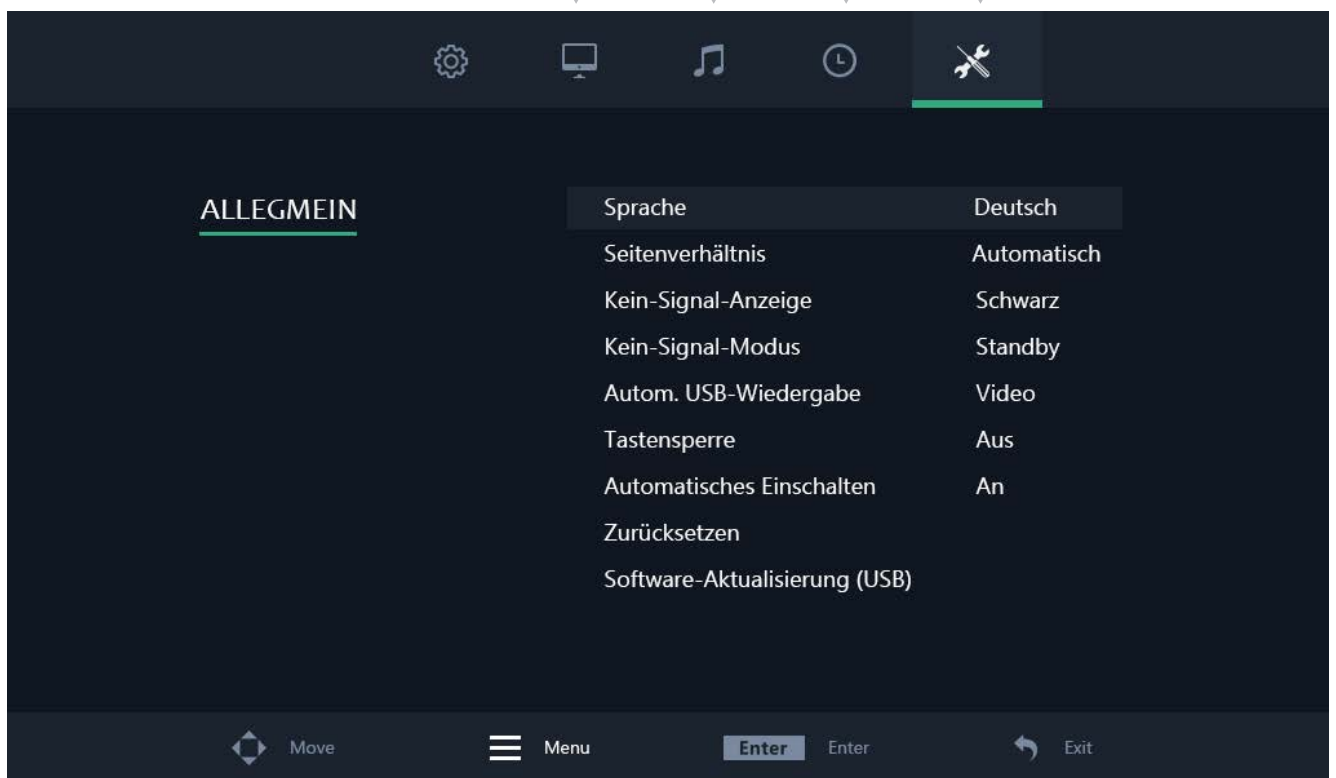 ALLEGMEIN
Sprache Deutsch
Seitenverhältnis Automatisch
Kein-Signal-Anzeige Schwarz
Kein-Signal-Modus Standby
Autom. USB-Wiedergabe Video
Tastensperre Aus
Automatisches Einschalten An
Zurücksetzen
Software-Aktualisierung (USB)
Move Menu Enter Enter Exit